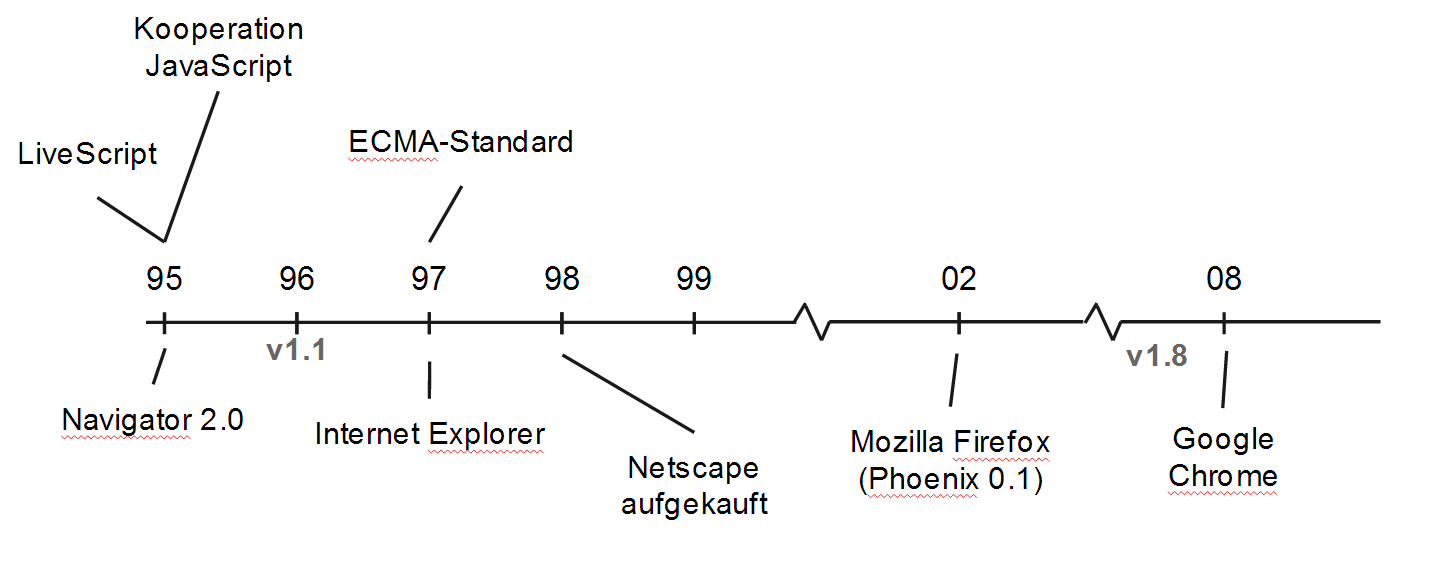 Kooperation
JavaScript
LiveScript
ECMA-Standard
95 96 97 98 99 02 08
v1.1 v1.8
Navigator 2.0
Internet Explorer
Netscape
aufgekauft
Mozilla Firefox
(Phoenix 0.1)
Google
Chrome